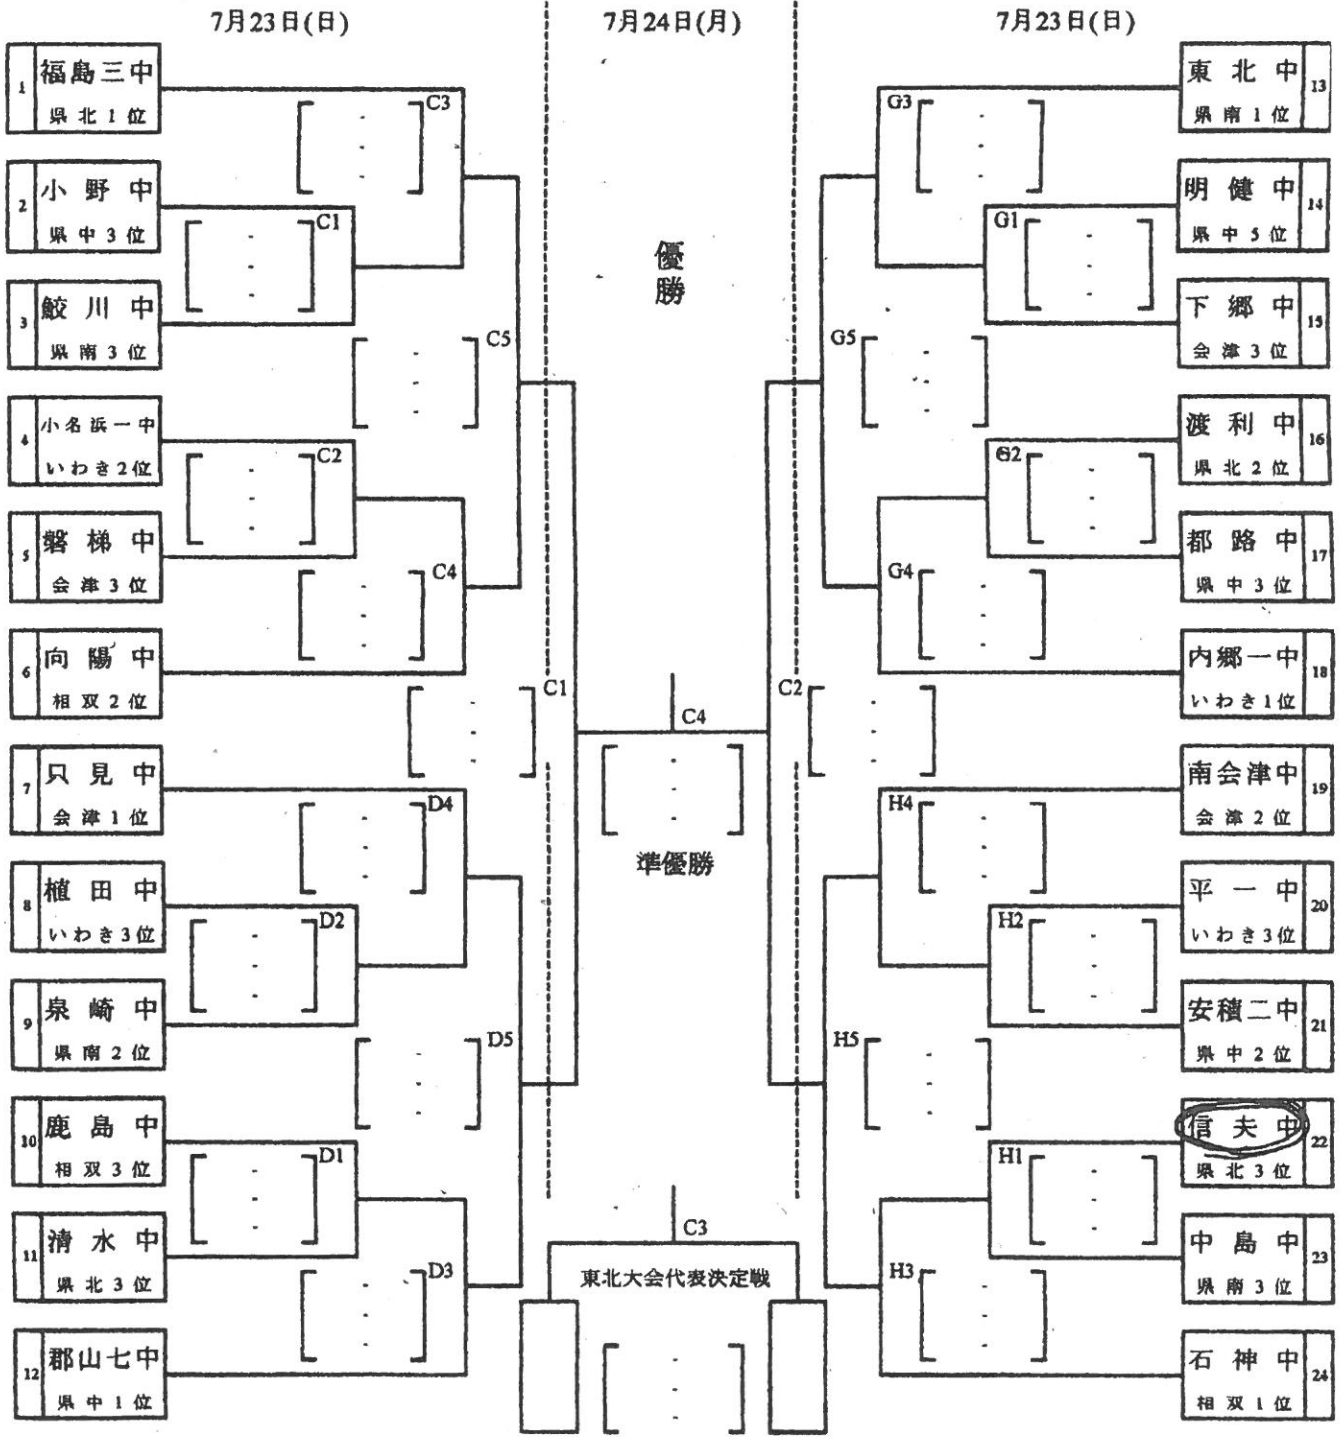 7月23日(日)
7月24日(月)
7月23日(日)
1 福島三中
県北1位
C3
2 小野中
県中3位
C1
3 鮫川中
県南3位
C5
4 小名浜一中
いわき2位
C2
5 磐梯中
会津3位
C4
6 向陽中
相双2位
C1
7 只見中
会津1位
D4
8 植田中
いわき3位
D2
9 泉崎中
県南2位
D5
10 鹿島中
相双3位
D1
11 清水中
県北3位
D3
12 郡山七中
県中1位
優勝
C4
準優勝
C3
東北大会代表決定戦
東北中 13
県南1位
G3
明健中 14
県中5位
G1
下郷中 15
会津3位
G5
渡利中 16
県北2位
G2
都路中 17
県中3位
G4
内郷一中 18
いわき1位
C2
南会津中 19
会津2位
H4
平一中 20
いわき3位
H2
安積二中 21
県中2位
H5
信夫中 22
県北3位
H1
中島中 23
県南3位
H3
石神中 24
相双1位